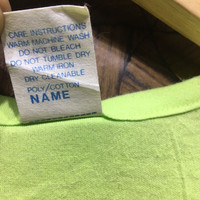 CARE INSTRUCTIONS
WARM MACHINE WASH
DO NOT BLEACH
DO NOT TUMBLE DRY
WARM IRON
DRY CLEANABLE
POLY/COTTON
NAME